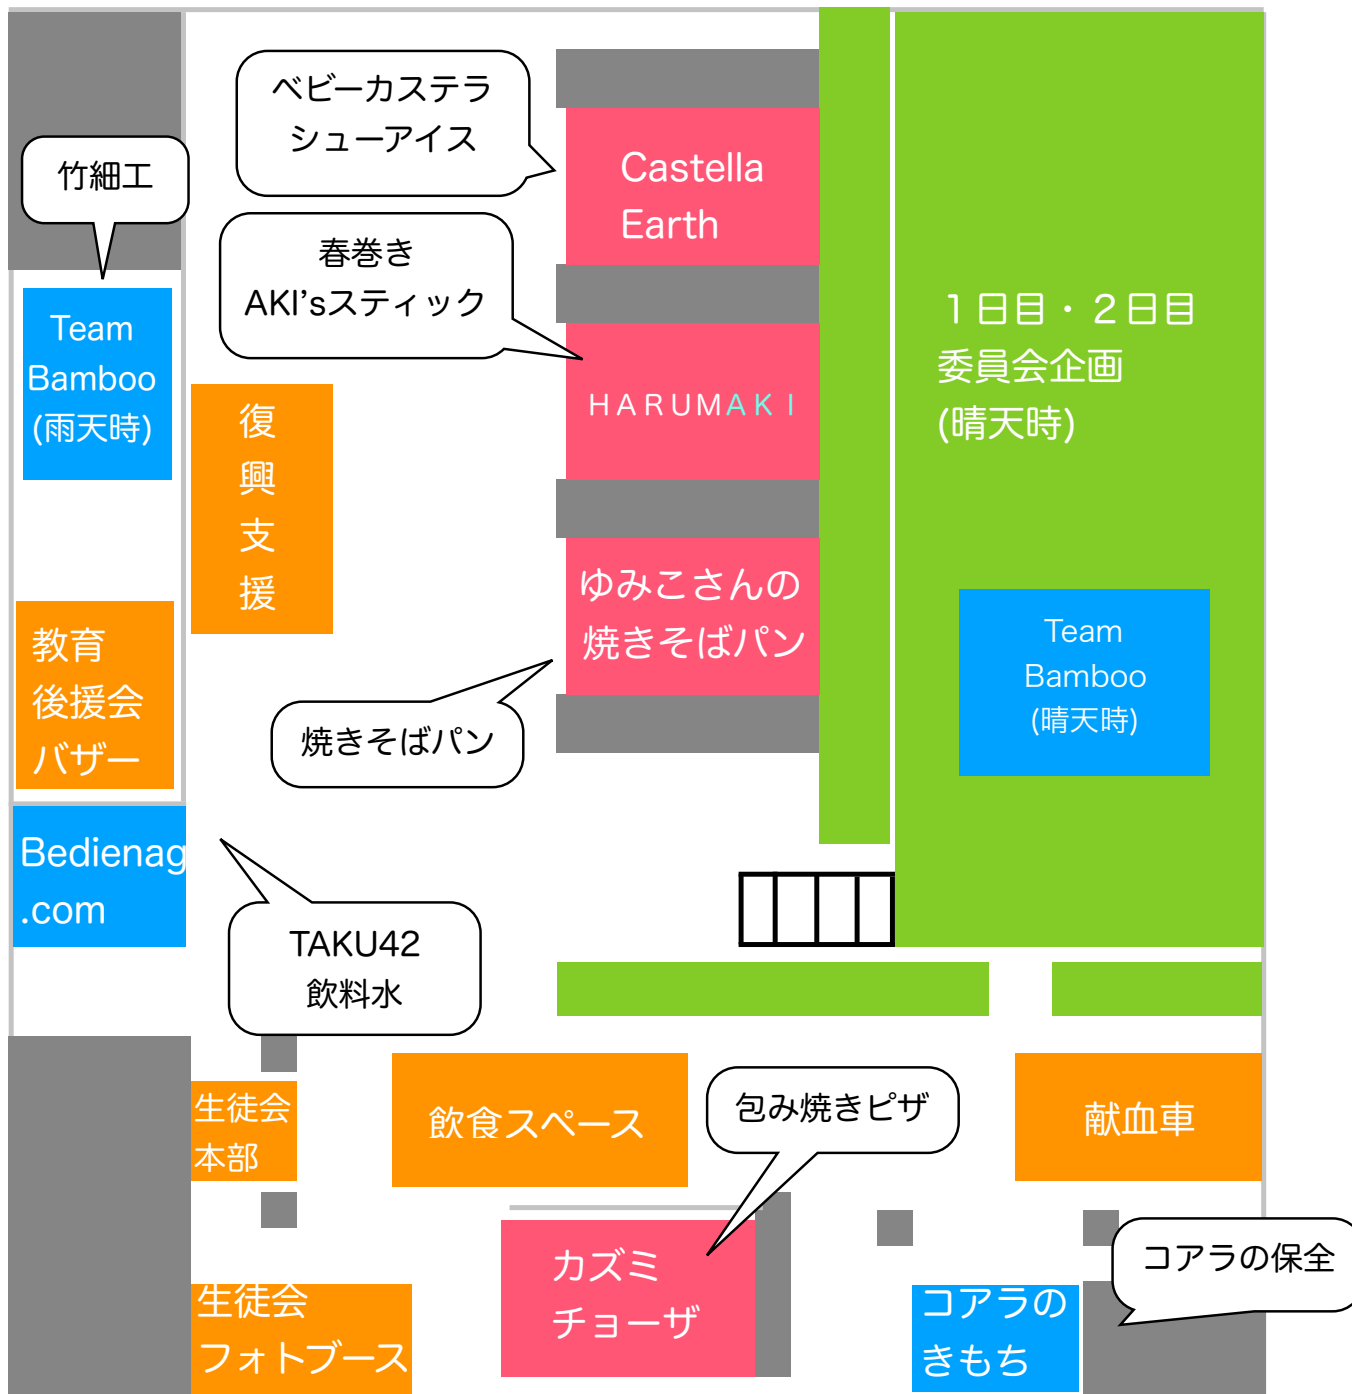 ベビーカステラ
シューアイス
Castella
Earth
竹細工
春巻き
AKI'sスティック
Team
Bamboo
(雨天時)
HARUMAKI
１日目・２日目
委員会企画
(晴天時)
復
興
支
援
ゆみこさんの
焼きそばパン
教育
後援会
バザー
焼きそばパン
Team
Bamboo
(晴天時)
Bedienag
.com
TAKU42
飲料水
生徒会
本部
飲食スペース
包み焼きピザ
献血車
カズミ
チョーザ
コアラの保全
生徒会
フォトブース
コアラの
きもち